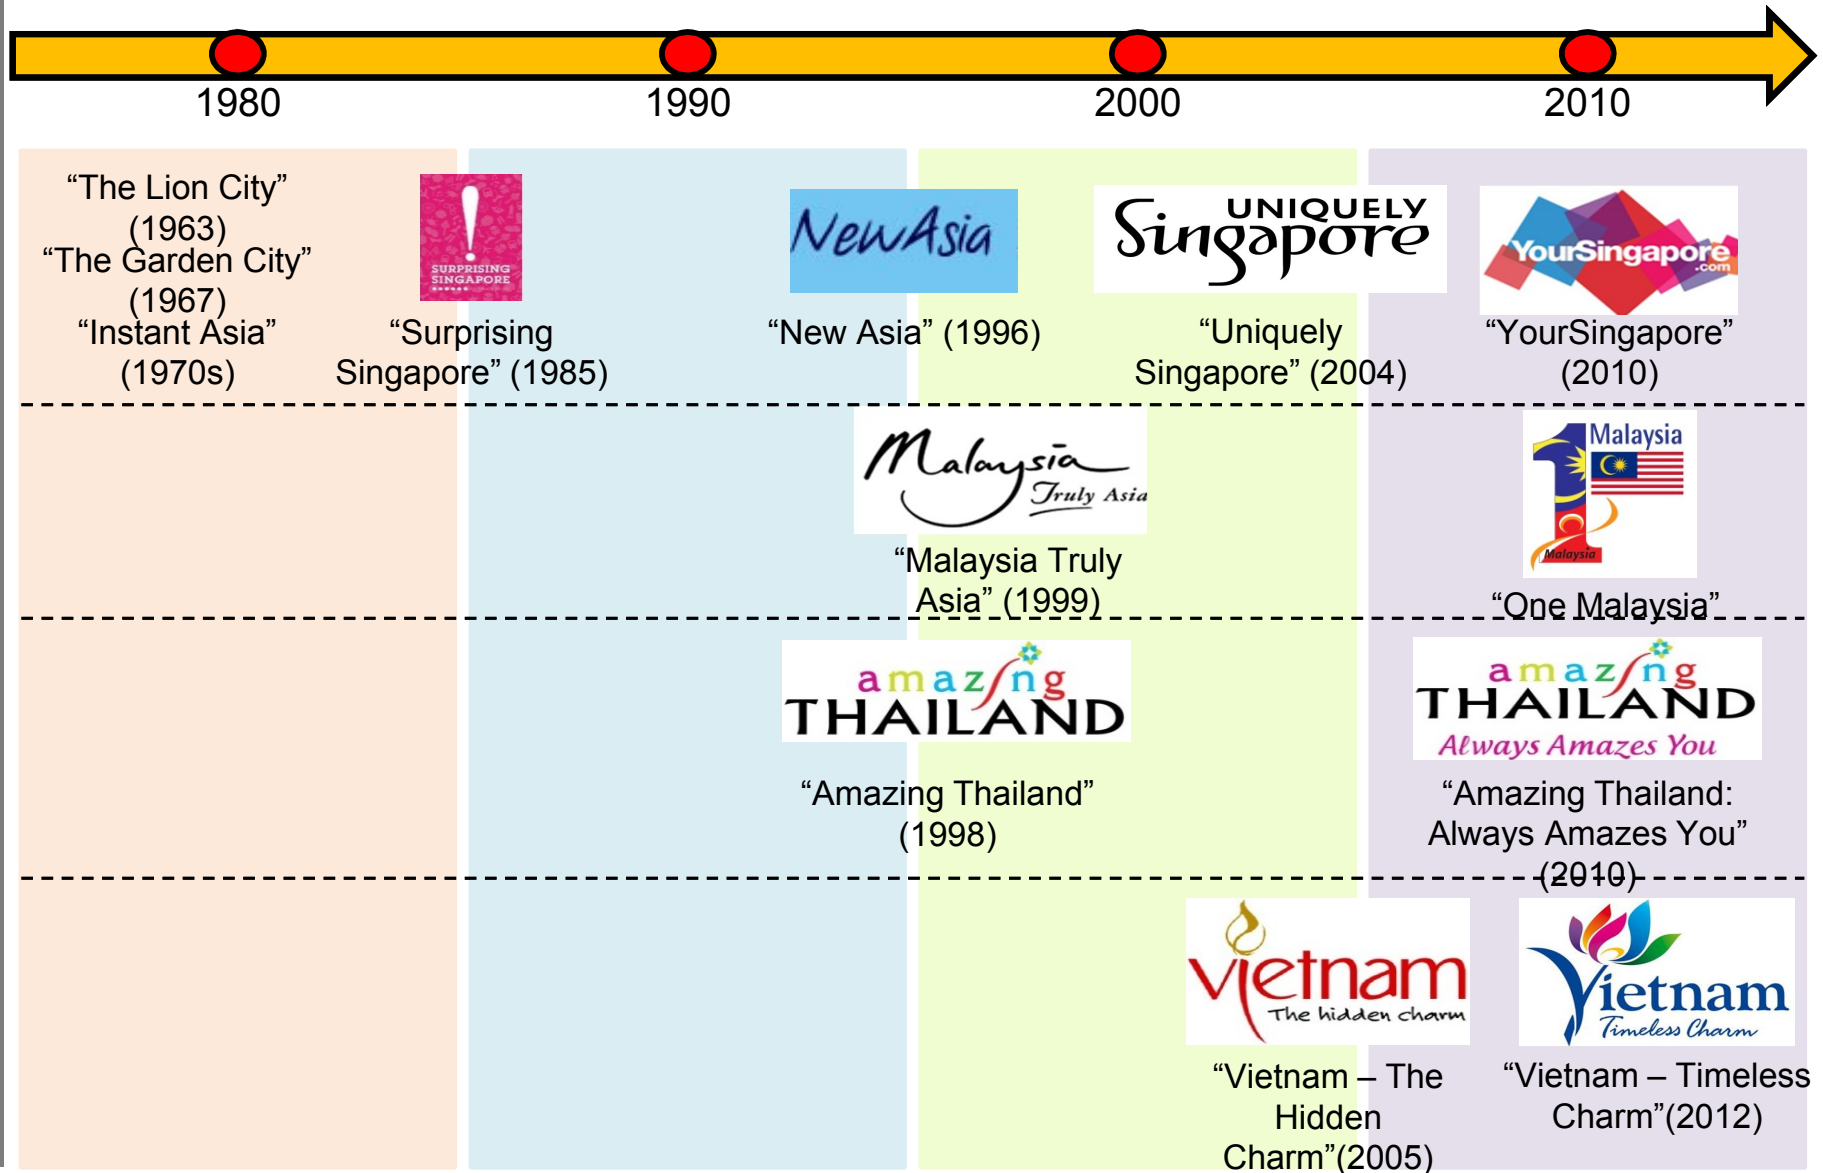 1980
1990
2000
2010
“The Lion City”
(1963)
“The Garden City”
(1967)
“Instant Asia”
(1970s)
SURPRISING
SINGAPORE
“Surprising
Singapore” (1985)
NewAsia
“New Asia” (1996)
UNIQUELY
Singapore
“Uniquely
Singapore” (2004)
YourSingapore
.com
“YourSingapore”
(2010)
Malaysia
Truly Asia
“Malaysia Truly
Asia” (1999)
1Malaysia
Malaysia
“One Malaysia”
amazing
THAILAND
“Amazing Thailand”
(1998)
amazing
THAILAND
Always Amazes You
“Amazing Thailand:
Always Amazes You”
(2010)
Vietnam
The hidden charm
“Vietnam – The
Hidden
Charm”(2005)
Vietnam
Timeless Charm
“Vietnam – Timeless
Charm”(2012)